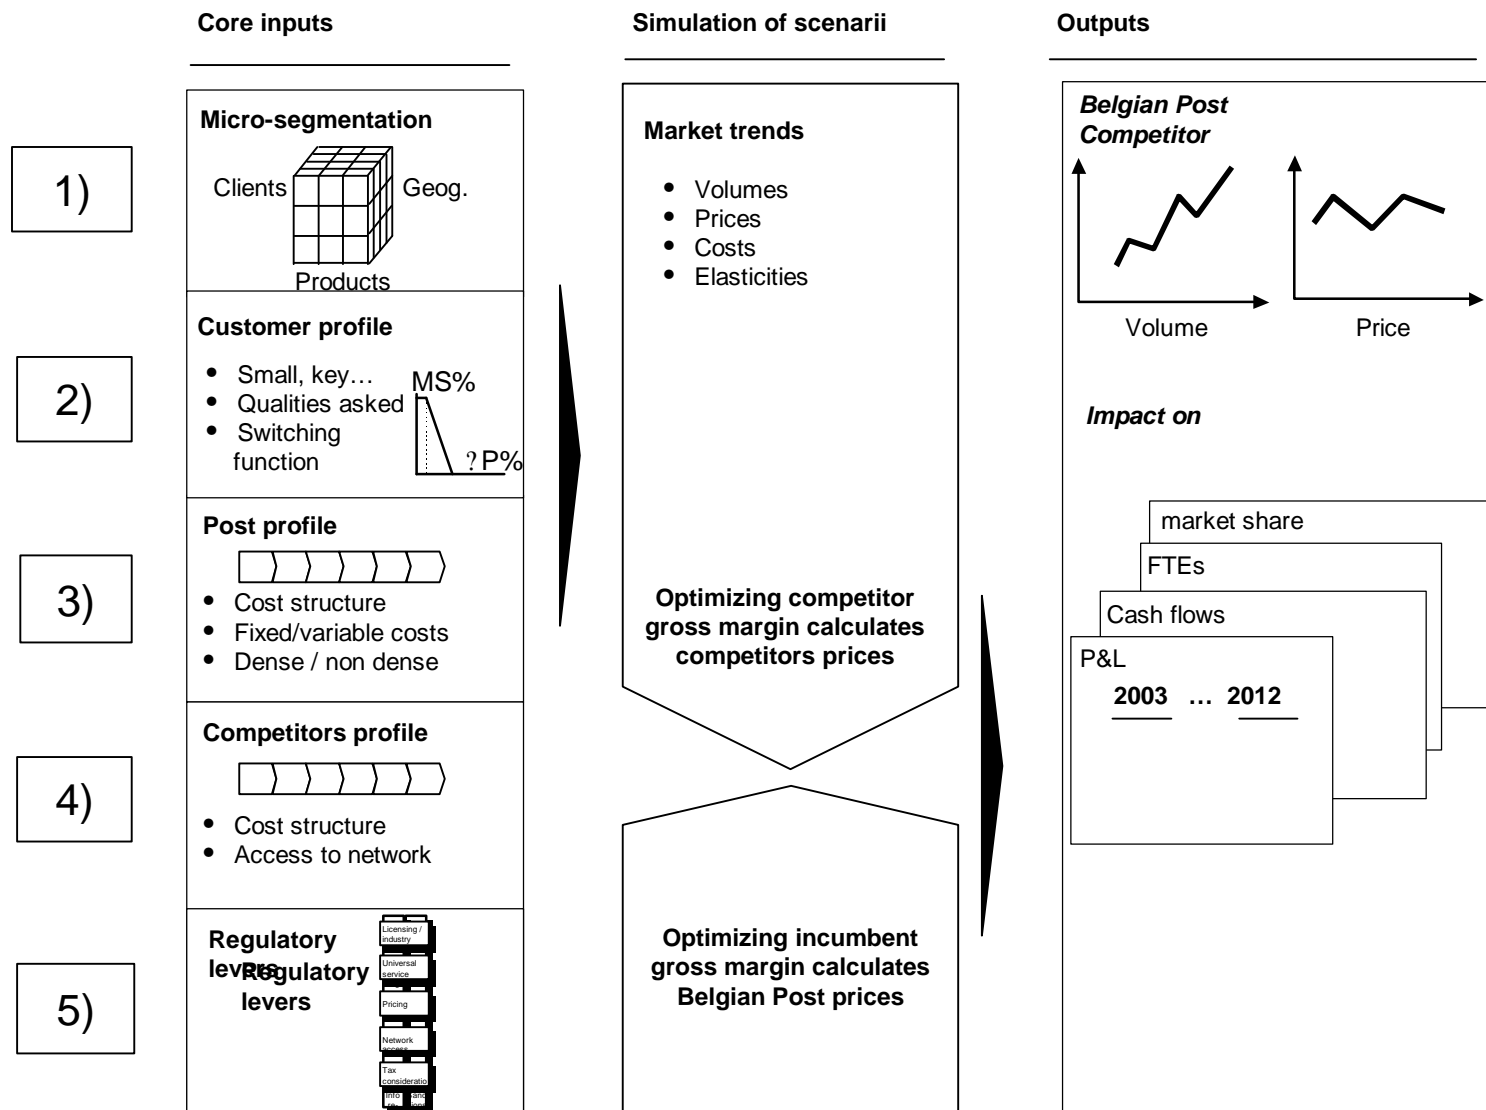 Core inputs
Simulation of scenarii
Outputs
1)
Micro-segmentation
Clients
Geog.
Products
2)
Customer profile
• Small, key…
• Qualities asked
• Switching
function
MS%
?P%
3)
Post profile
• Cost structure
• Fixed/variable costs
• Dense / non dense
4)
Competitors profile
• Cost structure
• Access to network
5)
Regulatory
levers
Regulatory
levers
Licensing /
industry
Universal
service
Pricing
Network
access
Tax
consideratio
Info
re-
Market trends
• Volumes
• Prices
• Costs
• Elasticities
Optimizing competitor
gross margin calculates
competitors prices
Optimizing incumbent
gross margin calculates
Belgian Post prices
Belgian Post
Competitor
Volume
Price
Impact on
market share
FTEs
Cash flows
P&L
2003 … 2012